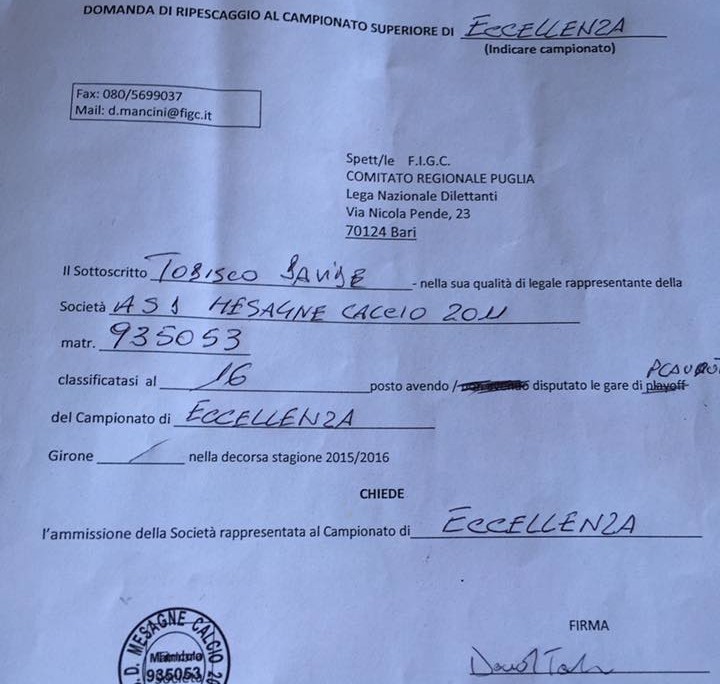 DOMANDA DI RIPESCAGGIO AL CAMPIONATO SUPERIORE DI ECCELLENZA
(Indicare campionato)
Fax: 080/5699037
Mail: d.mancini@figc.it
Spett/le F.I.G.C.
COMITATO REGIONALE PUGLIA
Lega Nazionale Dilettanti
Via Nicola Pende, 23
70124 Bari
Il Sottoscritto TOBISCO DAVIDE - nella sua qualità di legale rappresentante della
Società ASD MESAGNE CALCIO 2011
matr. 935053
classificatasi al 16 posto avendo / disputato le gare di playoff PLAYOUT
del Campionato di ECCELLENZA
Girone / nella decorsa stagione 2015/2016
CHIEDE
l'ammissione della Società rappresentata al Campionato di ECCELLENZA
FIRMA
D. MESAGNE CALCIO 20
935053